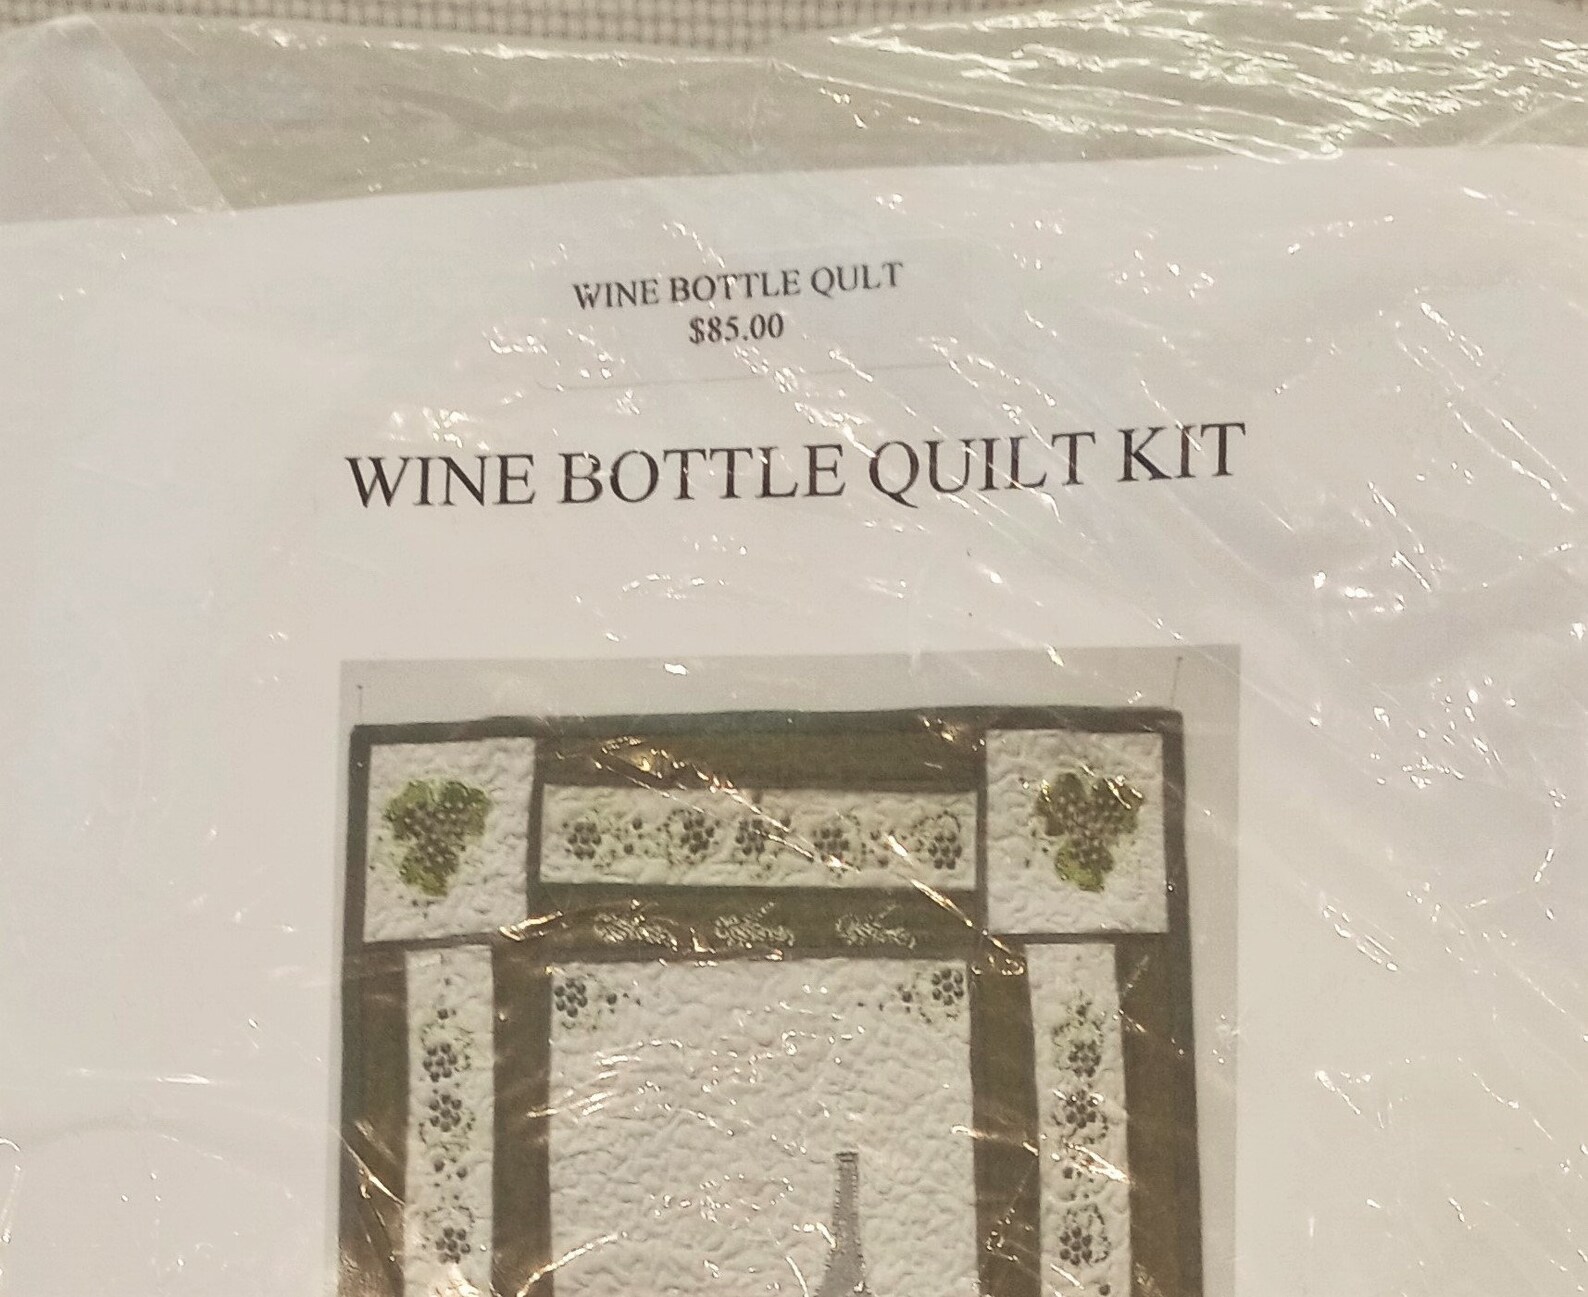 WINE BOTTLE QULT
$85.00
WINE BOTTLE QUILT KIT